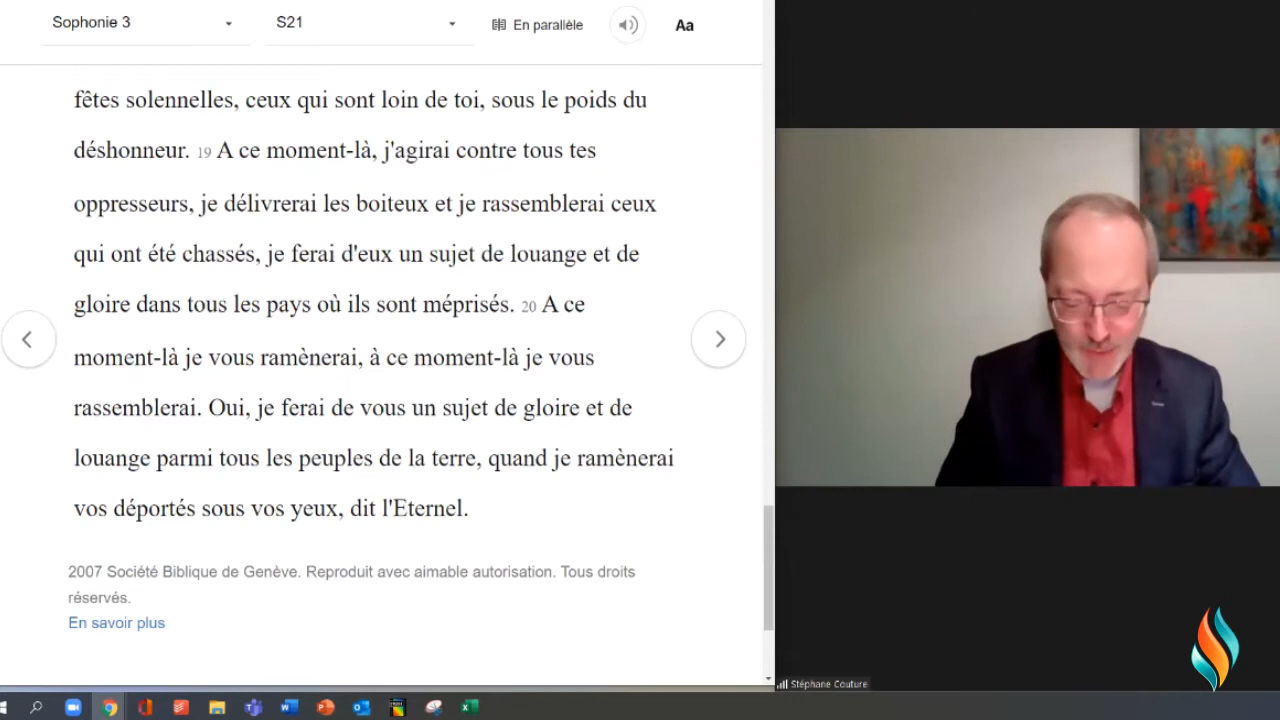 Sophonie 3
S21
En parallèle
Aa
fêtes solennelles, ceux qui sont loin de toi, sous le poids du
déshonneur. 19 A ce moment-là, j'agirai contre tous tes
oppresseurs, je délivrerai les boiteux et je rassemblerai ceux
qui ont été chassés, je ferai d'eux un sujet de louange et de
gloire dans tous les pays où ils sont méprisés. 20 A ce
moment-là je vous ramènerai, à ce moment-là je vous
rassemblerai. Oui, je ferai de vous un sujet de gloire et de
louange parmi tous les peuples de la terre, quand je ramènerai
vos déportés sous vos yeux, dit l'Eternel.
2007 Société Biblique de Genève. Reproduit avec aimable autorisation. Tous droits
réservés.
En savoir plus
Stéphane Couture